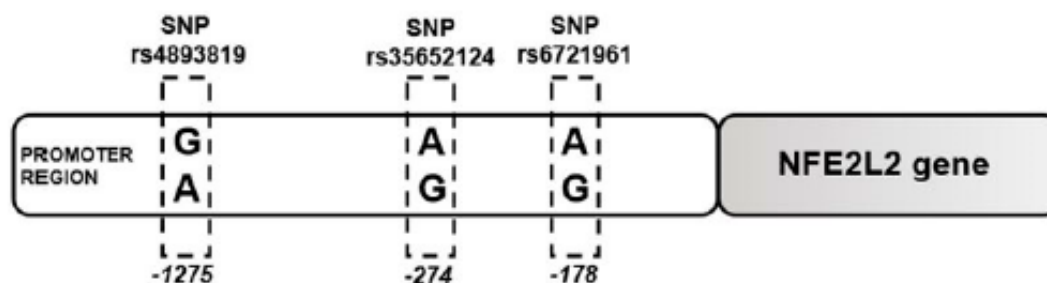 SNP
rs4893819
SNP
rs35652124
SNP
rs6721961
PROMOTER
REGION
G
A
A
G
A
G
NFE2L2 gene
-1275
-274
-178